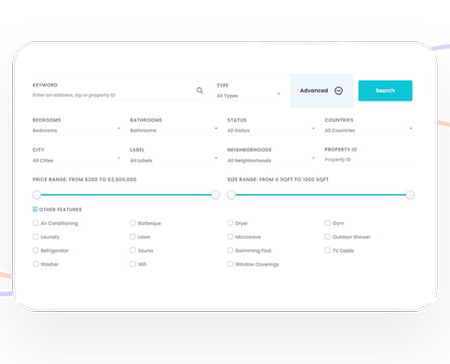 KEYWORD
Enter an address, zip or property ID
TYPE
All Types
Advanced
Search
BEDROOMS BATHROOMS STATUS COUNTRIES
Bedrooms Bathrooms All Status All Countries
CITY LABEL NEIGHBORHOODS PROPERTY ID
All Cities All Labels All Neighborhoods Property ID
PRICE RANGE: FROM $200 TO $2,500,000 SIZE RANGE: FROM 0 SQFT TO 1000 SQFT
OTHER FEATURES
Air Conditioning Barbeque Dryer Gym
Laundry Lawn Microwave Outdoor Shower
Refrigerator Sauna Swimming Pool TV Cable
Washer Wifi Window Coverings